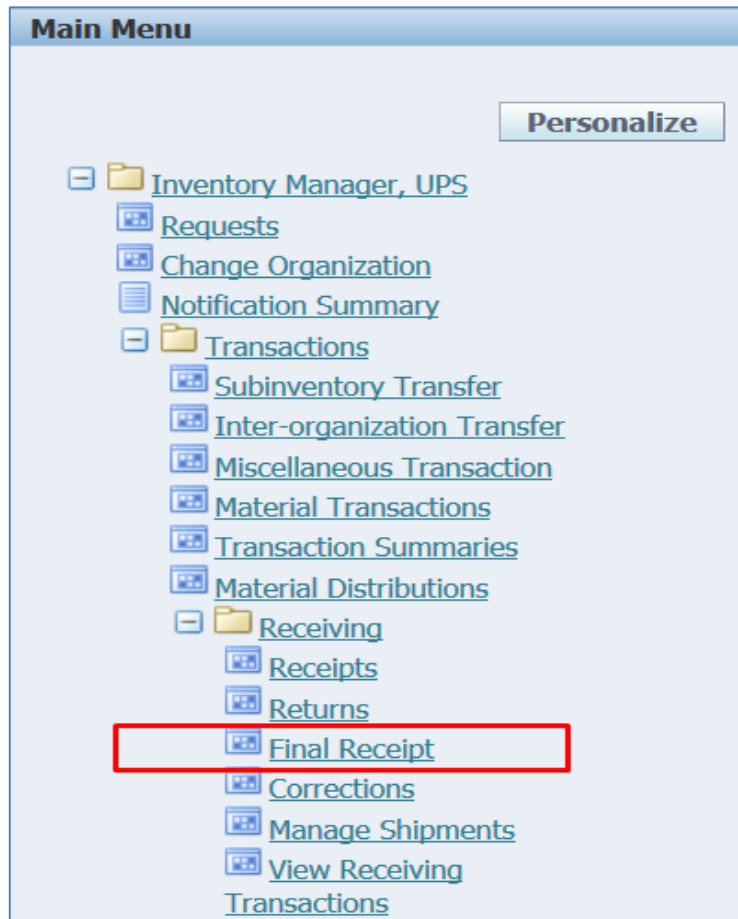 Main Menu
Personalize
Inventory Manager, UPS
Requests
Change Organization
Notification Summary
Transactions
Subinventory Transfer
Inter-organization Transfer
Miscellaneous Transaction
Material Transactions
Transaction Summaries
Material Distributions
Receiving
Receipts
Returns
Final Receipt
Corrections
Manage Shipments
View Receiving
Transactions